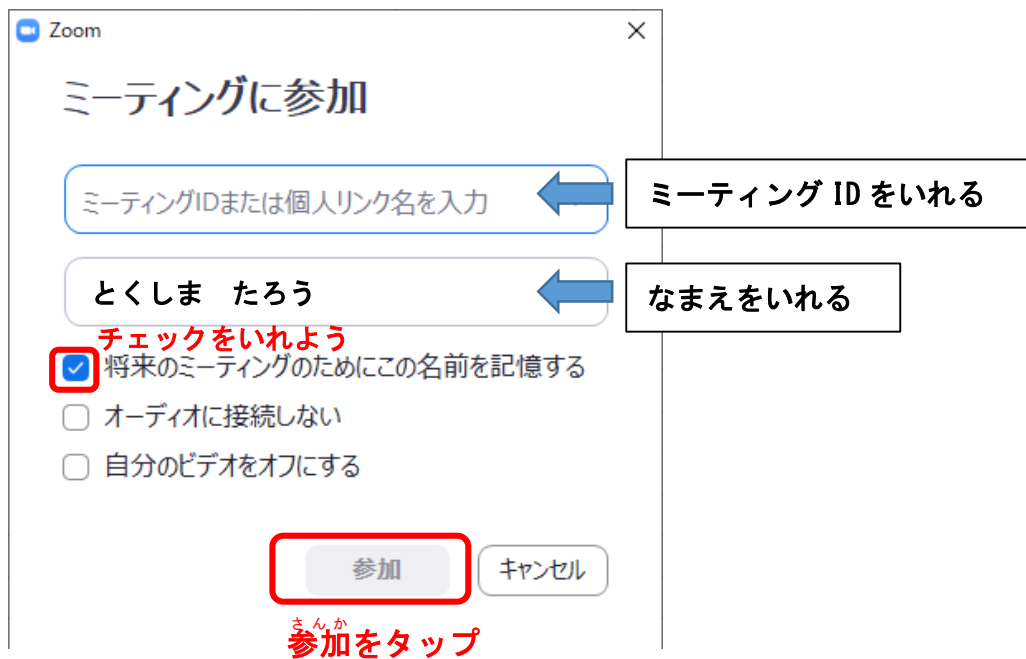 Zoom
ミーティングに参加
ミーティングIDまたは個人リンク名を入力
ミーティング ID をいれる
とくしま　たろう
なまえをいれる
チェックをいれよう
将来のミーティングのためにこの名前を記憶する
オーディオに接続しない
自分のビデオをオフにする
参加
キャンセル
さんか
参加をタップ